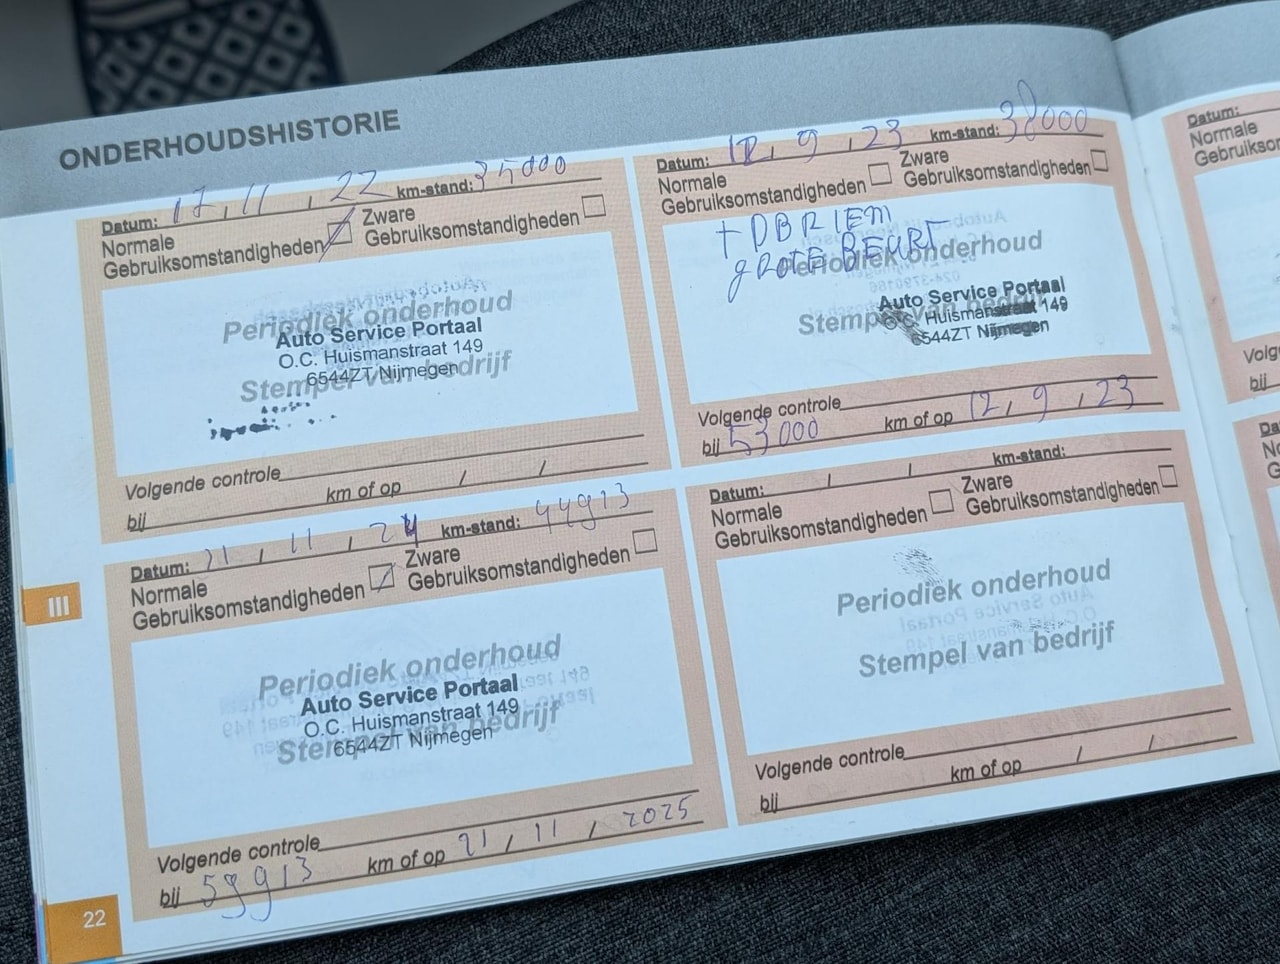 ONDERHOUDSHISTORIE
Datum: 17, 11, 22 km-stand: 35000
Normale
Gebruiksomstandigheden
Zware
Gebruiksomstandigheden
Periodiek onderhoud
Auto Service Portaal
O.C. Huismanstraat 149
Stempel van bedrijf
6544ZT Nijmegen
Volgende controle
bij km of op / /
Datum: 12, 9, 23 km-stand: 38000
Normale
Gebruiksomstandigheden
Zware
Gebruiksomstandigheden
+ DBRIEM
gROTE BEURT
Periodiek onderhoud
Auto Service Portaal
Stempel van bedrijf
O.C. Huismanstraat 149
6544ZT Nijmegen
Volgende controle
bij 53000 km of op 12, 9, 23
Datum: 21, 11, 24 km-stand: 44913
Normale
Gebruiksomstandigheden
Zware
Gebruiksomstandigheden
Periodiek onderhoud
Auto Service Portaal
O.C. Huismanstraat 149
Stempel van bedrijf
6544ZT Nijmegen
Volgende controle
bij 59913 km of op 21 / 11 / 2025
Datum: / / km-stand:
Normale
Gebruiksomstandigheden
Zware
Gebruiksomstandigheden
Periodiek onderhoud
Stempel van bedrijf
Volgende controle
bij km of op / /
III
22
Datum:
Normale